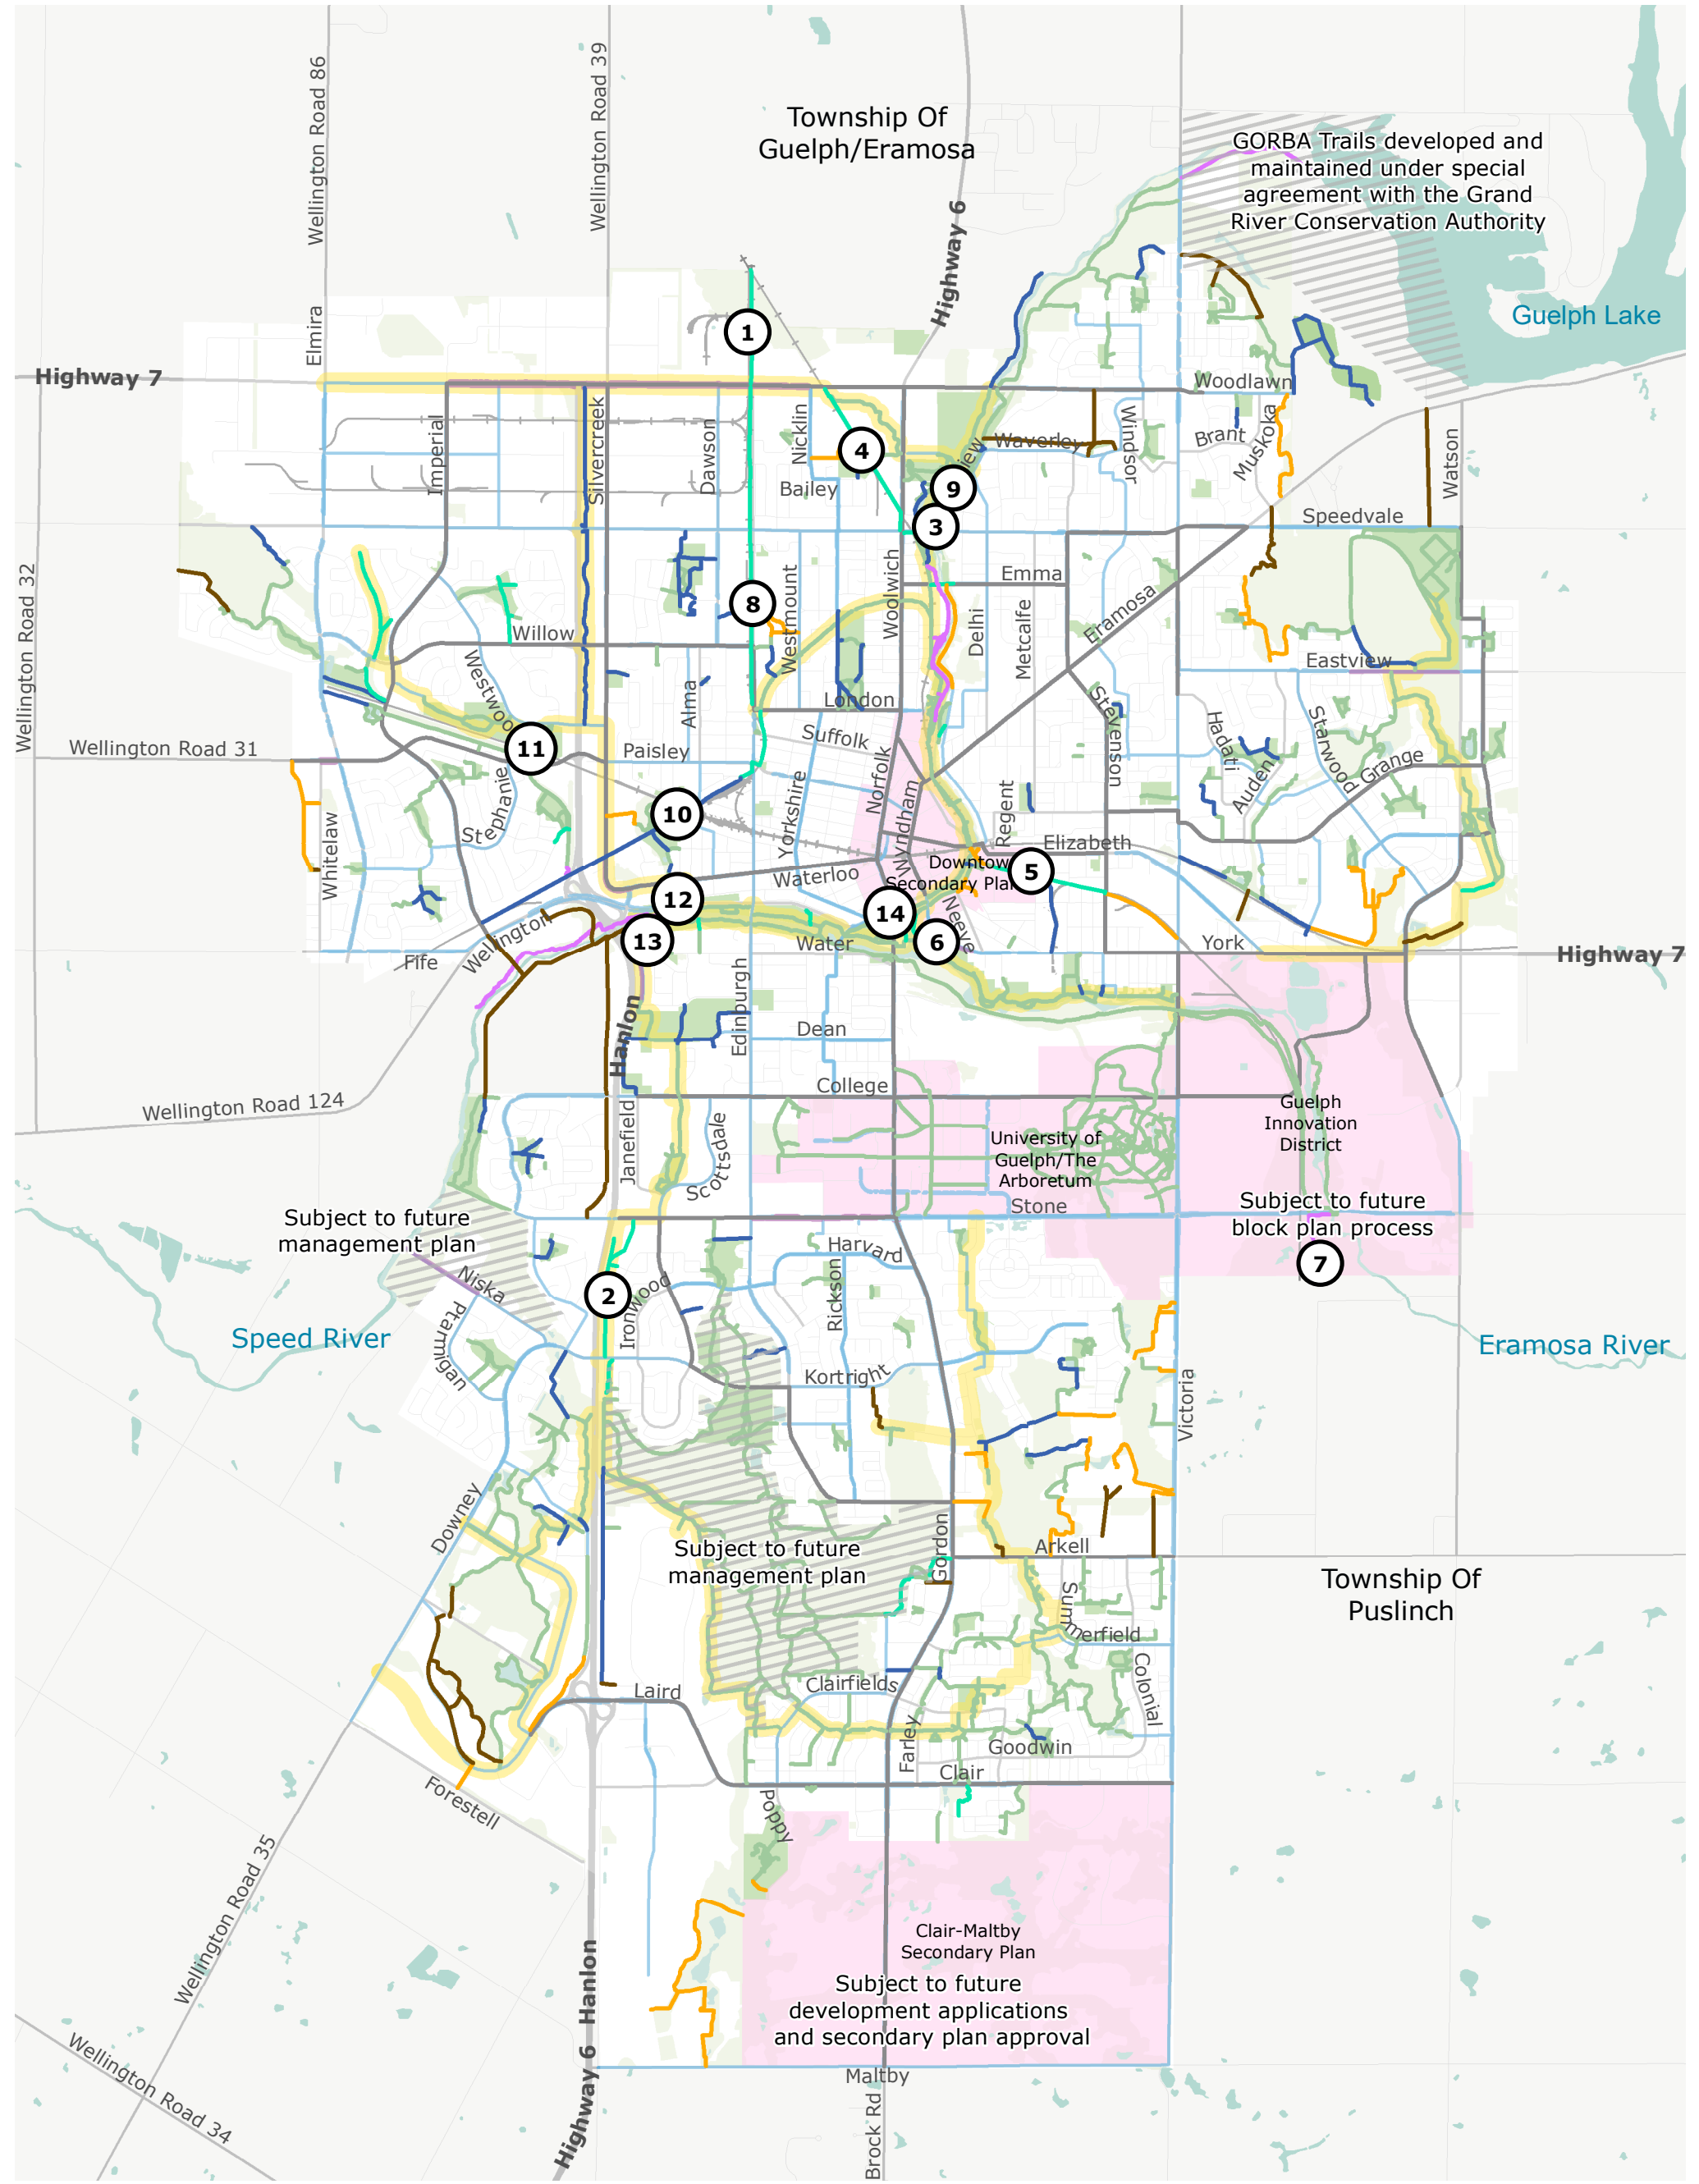 Wellington Road 86
Wellington Road 39
Township Of
Guelph/Eramosa
Highway 6
GORBA Trails developed and
maintained under special
agreement with the Grand
River Conservation Authority
Guelph Lake
Elmira
1
Highway 7
Woodlawn
Imperial
Silvercreek
Dawson
Nicklin
4
Bailey
9
3
Waverley
Windsor
Brant
Muskoka
Watson
Speedvale
Wellington Road 32
Willow
8
Westmount
Woolwich
Emma
Delhi
Metcalfe
Eramosa
Eastview
Alma
London
Stevenson
Hadati
Auden
Starwood
Grange
Wellington Road 31
11
Paisley
Suffolk
Norfolk
Wyndham
Yorkshire
Regent
Elizabeth
Stephanie
Whitelaw
10
Waterloo
5
12
14
13
6
Neeve
Water
York
Highway 7
Fife
Wellington
Hanlon
Edinburgh
Dean
College
Wellington Road 124
Janefield
Scottsdale
University of
Guelph/The
Arboretum
Guelph
Innovation
District
Stone
Subject to future
block plan process
7
Subject to future
management plan
Niska
Ptarmigan
Speed River
2
Ironwood
Harvard
Rickson
Kortright
Victoria
Eramosa River
Downey
Subject to future
management plan
Gordon
Arkell
Summerfield
Colonial
Township Of
Puslinch
Laird
Clairfields
Farley
Goodwin
Clair
Forestell
Poppy
Wellington Road 35
Clair-Maltby
Secondary Plan
Subject to future
development applications
and secondary plan approval
Highway 6 Hanlon
Maltby
Brock Rd
Wellington Road 34